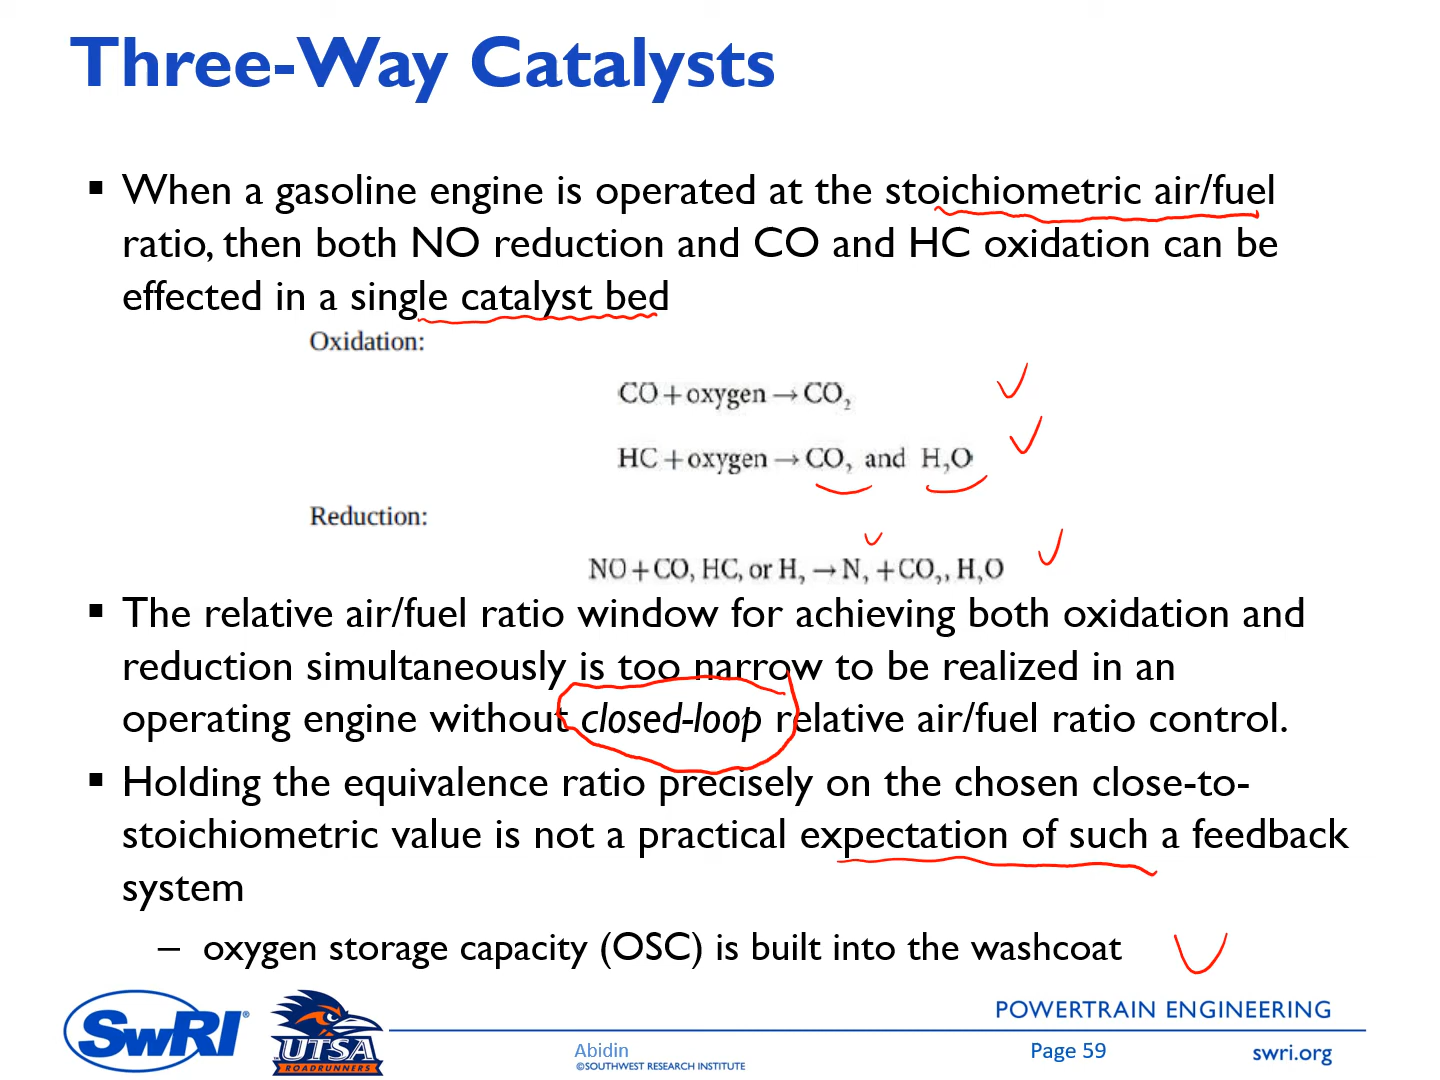 Three-Way Catalysts
▪ When a gasoline engine is operated at the stoichiometric air/fuel
ratio, then both NO reduction and CO and HC oxidation can be
effected in a single catalyst bed
Oxidation:
CO + oxygen → CO₂
HC + oxygen → CO₂ and H₂O
Reduction:
NO + CO, HC, or H₂ → N₂ + CO₂, H₂O
▪ The relative air/fuel ratio window for achieving both oxidation and
reduction simultaneously is too narrow to be realized in an
operating engine without closed-loop relative air/fuel ratio control.
▪ Holding the equivalence ratio precisely on the chosen close-to-
stoichiometric value is not a practical expectation of such a feedback
system
– oxygen storage capacity (OSC) is built into the washcoat
SwRI®
UTSA
ROADRUNNERS
POWERTRAIN ENGINEERING
Abidin
©SOUTHWEST RESEARCH INSTITUTE
Page 59
swri.org